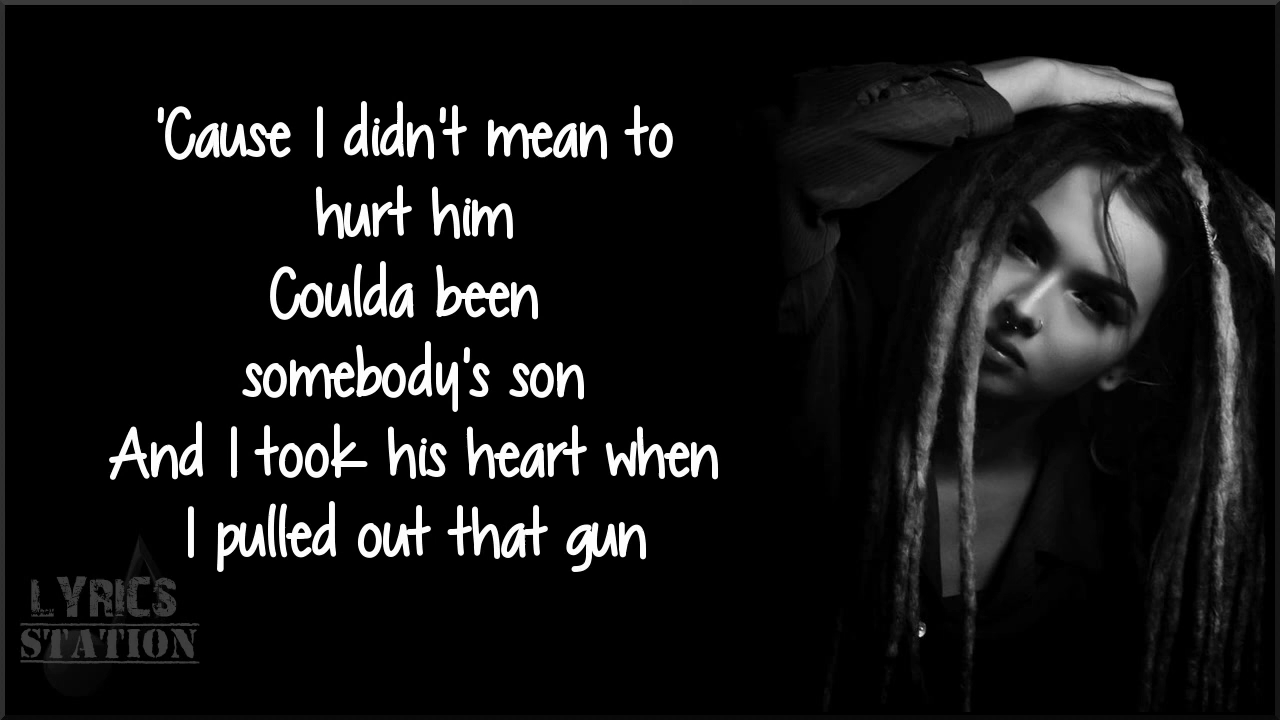 'Cause I didn't mean to
hurt him
Coulda been
somebody's son
And I took his heart when
I pulled out that gun
LYRICS
STATION